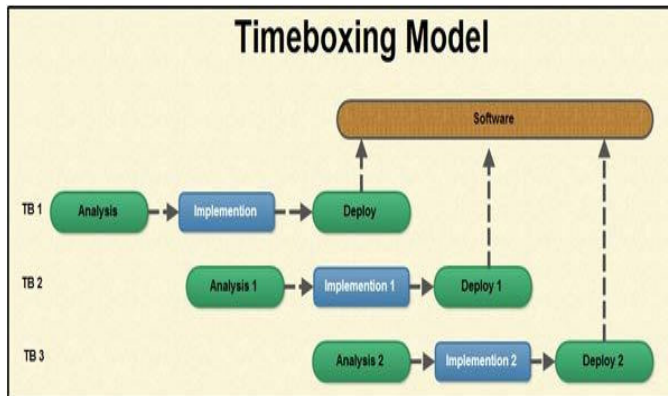 Timeboxing Model
Software
TB 1 Analysis Implemention Deploy
TB 2 Analysis 1 Implemention 1 Deploy 1
TB 3 Analysis 2 Implemention 2 Deploy 2